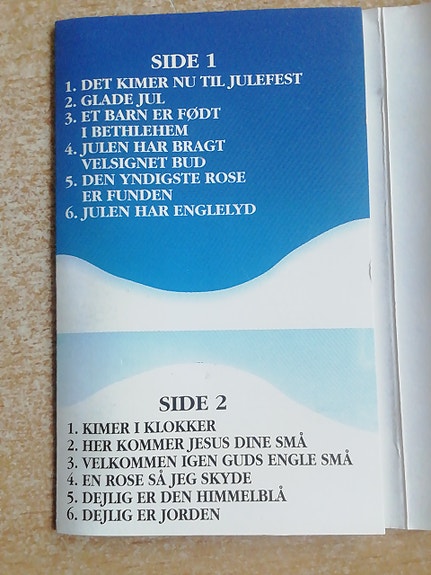 SIDE 1
1. DET KIMER NU TIL JULEFEST
2. GLADE JUL
3. ET BARN ER FØDT
I BETHLEHEM
4. JULEN HAR BRAGT
VELSIGNET BUD
5. DEN YNDIGSTE ROSE
ER FUNDEN
6. JULEN HAR ENGLELYD
SIDE 2
1. KIMER I KLOKKER
2. HER KOMMER JESUS DINE SMÅ
3. VELKOMMEN IGEN GUDS ENGLE SMÅ
4. EN ROSE SÅ JEG SKYDE
5. DEJLIG ER DEN HIMMELBLÅ
6. DEJLIG ER JORDEN